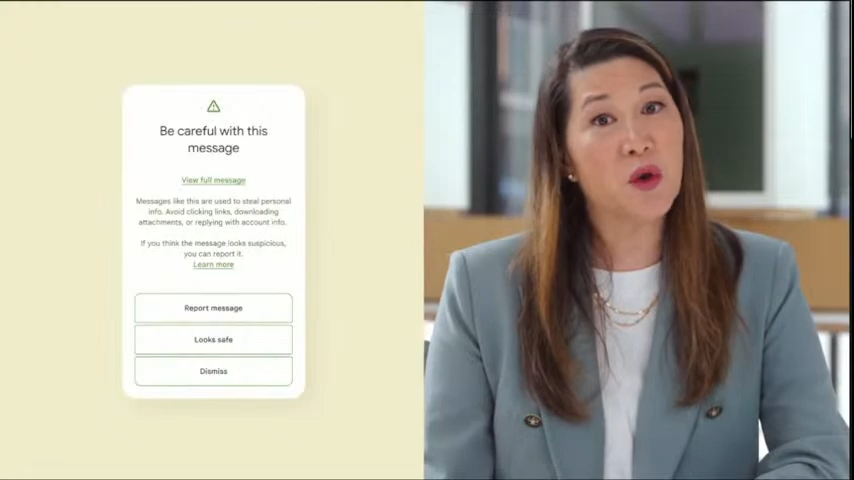 Be careful with this
message
View full message
Messages like this are used to steal personal
info. Avoid clicking links, downloading
attachments, or replying with account info.
If you think the message looks suspicious,
you can report it.
Learn more
Report message
Looks safe
Dismiss